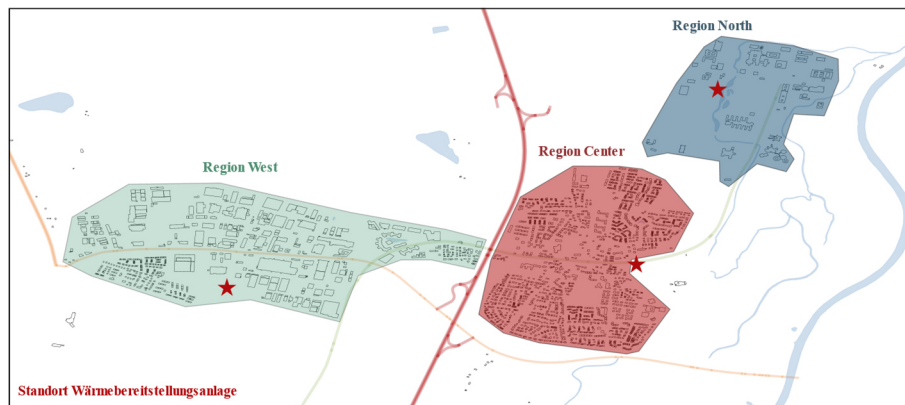 Region North
Region Center
Region West
Standort Wärmebereitstellungsanlage